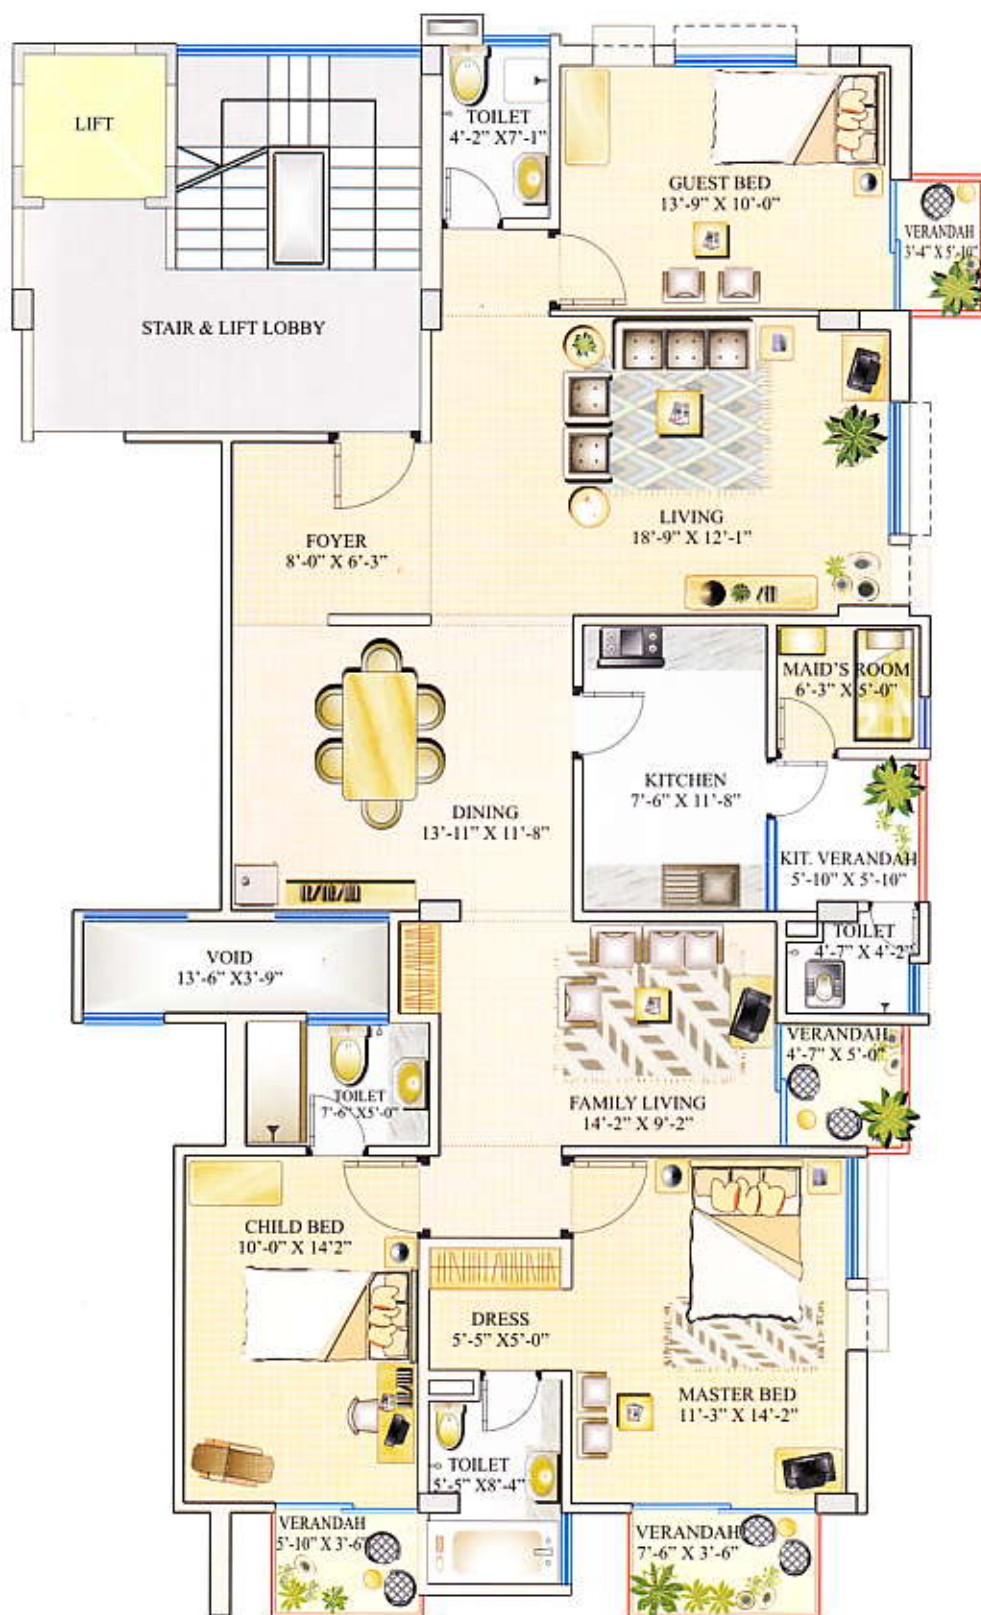 LIFT
TOILET
4'-2” X7'-1”
GUEST BED
13'-9” X 10'-0”
VERANDAH
3'-4” X 5'-10”
STAIR & LIFT LOBBY
LIVING
18'-9” X 12'-1”
FOYER
8'-0” X 6'-3”
MAID'S ROOM
6'-3” X 5'-0”
KITCHEN
7'-6” X 11'-8”
DINING
13'-11” X 11'-8”
KIT. VERANDAH
5'-10” X 5'-10”
TOILET
4'-7” X 4'-2”
VOID
13'-6” X3'-9”
VERANDAH
4'-7” X 5'-0”
TOILET
7'-6” X5'-0”
FAMILY LIVING
14'-2” X 9'-2”
CHILD BED
10'-0” X 14'2”
DRESS
5'-5” X5'-0”
MASTER BED
11'-3” X 14'-2”
TOILET
5'-5” X8'-4”
VERANDAH
5'-10” X 3'-6”
VERANDAH
7'-6” X 3'-6”